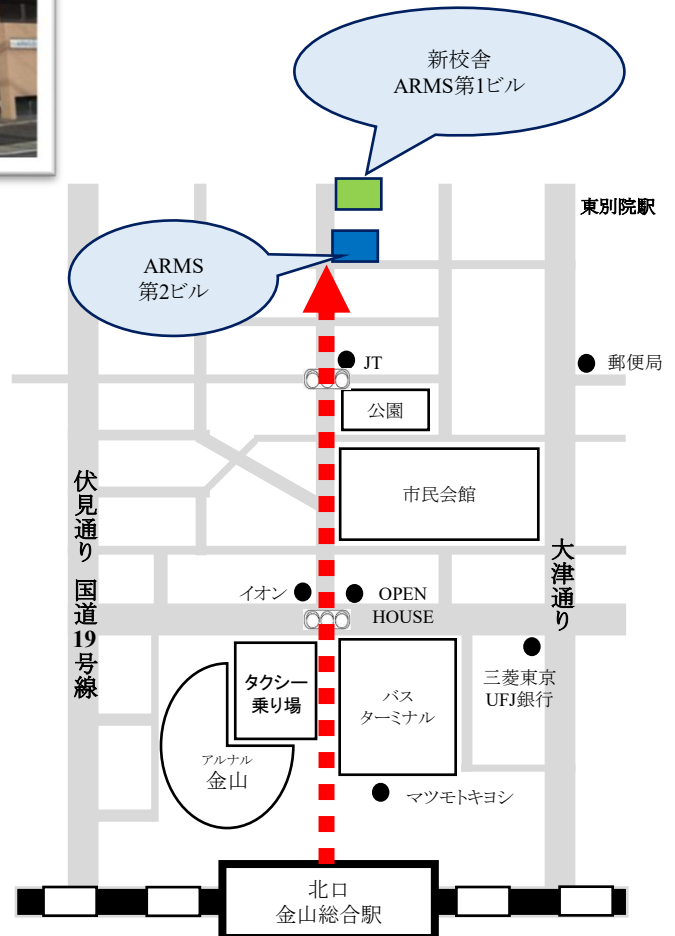 新校舎
ARMS第1ビル
東別院駅
ARMS
第2ビル
JT
郵便局
公園
市民会館
伏見通り 国道19号線
大津通り
イオン
OPEN
HOUSE
タクシー
乗り場
バス
ターミナル
三菱東京
UFJ銀行
アルナル
金山
マツモトキヨシ
北口
金山総合駅